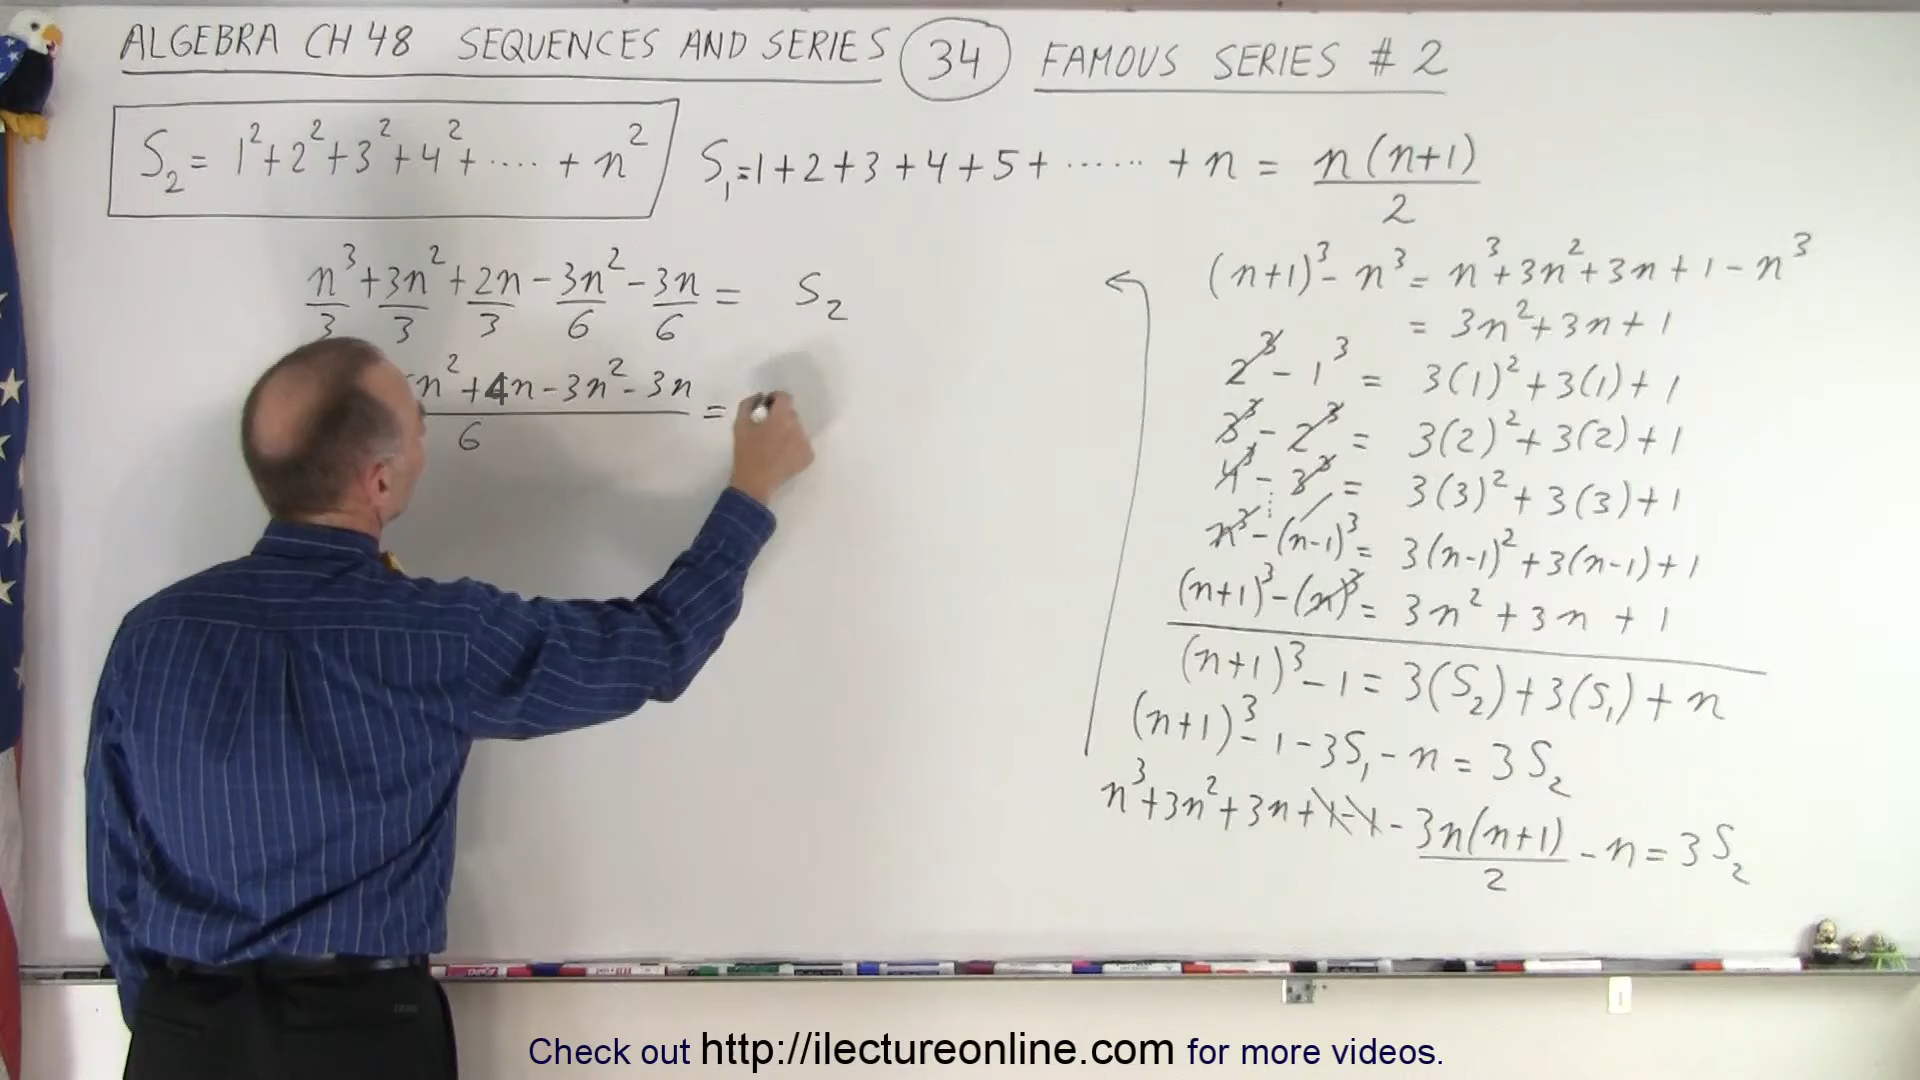 ALGEBRA CH 48 SEQUENCES AND SERIES 34 FAMOUS SERIES # 2
S₂ = 1² + 2² + 3² + 4² + ····· + n²
S₁ = 1 + 2 + 3 + 4 + 5 + ······ + n = n(n+1)/2
n³/3 + 3n²/3 + 2n/3 - 3n²/6 - 3n/6 = S₂
n² + 4n - 3n² - 3n / 6 =
(n+1)³ - n³ = n³ + 3n² + 3n + 1 - n³
= 3n² + 3n + 1
2³ - 1³ = 3(1)² + 3(1) + 1
3³ - 2³ = 3(2)² + 3(2) + 1
4³ - 3³ = 3(3)² + 3(3) + 1
n³ - (n-1)³ = 3(n-1)² + 3(n-1) + 1
(n+1)³ - (n)³ = 3n² + 3n + 1
(n+1)³ - 1 = 3(S₂) + 3(S₁) + n
(n+1)³ - 1 - 3S₁ - n = 3S₂
n³ + 3n² + 3n + 1 - 1 - 3n(n+1)/2 - n = 3S₂
Check out http://ilectureonline.com for more videos.